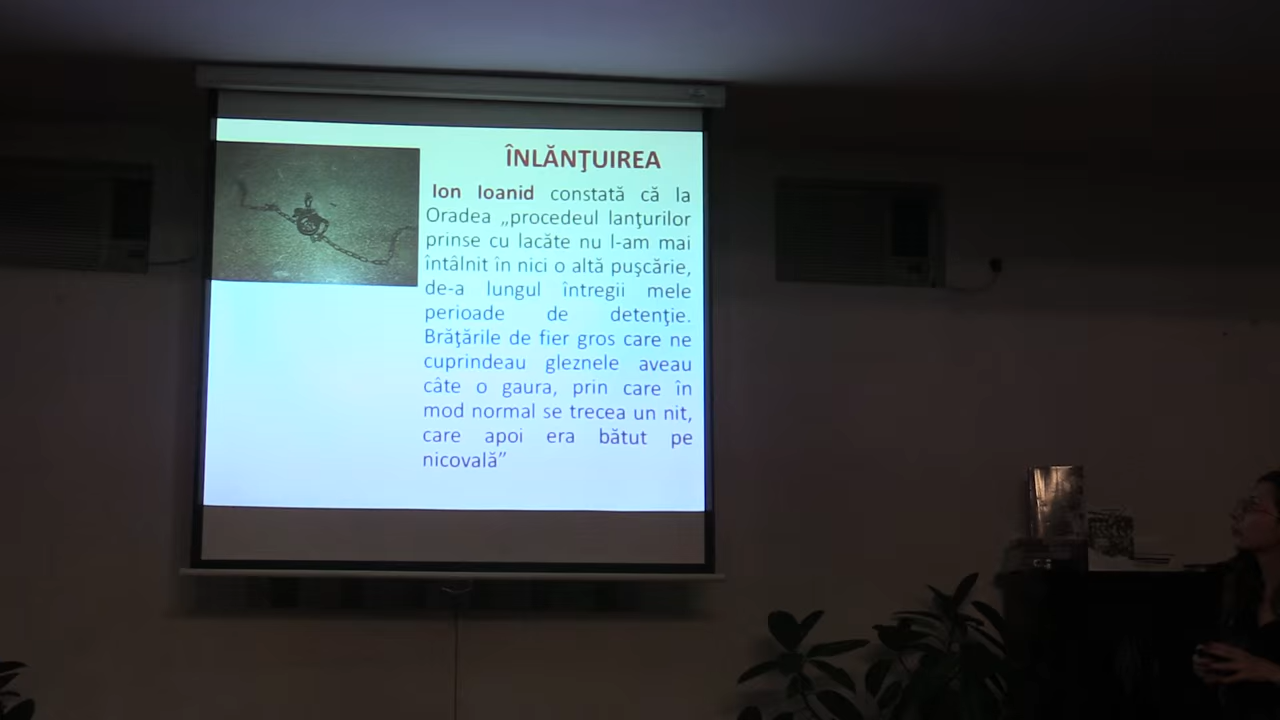 ÎNLĂNŢUIREA
Ion Ioanid constată că la
Oradea „procedeul lanţurilor
prinse cu lacăte nu l-am mai
întâlnit în nici o altă puşcărie,
de-a lungul întregii mele
perioade de detenţie.
Brăţările de fier gros care ne
cuprindeau gleznele aveau
câte o gaura, prin care în
mod normal se trecea un nit,
care apoi era bătut pe
nicovală”